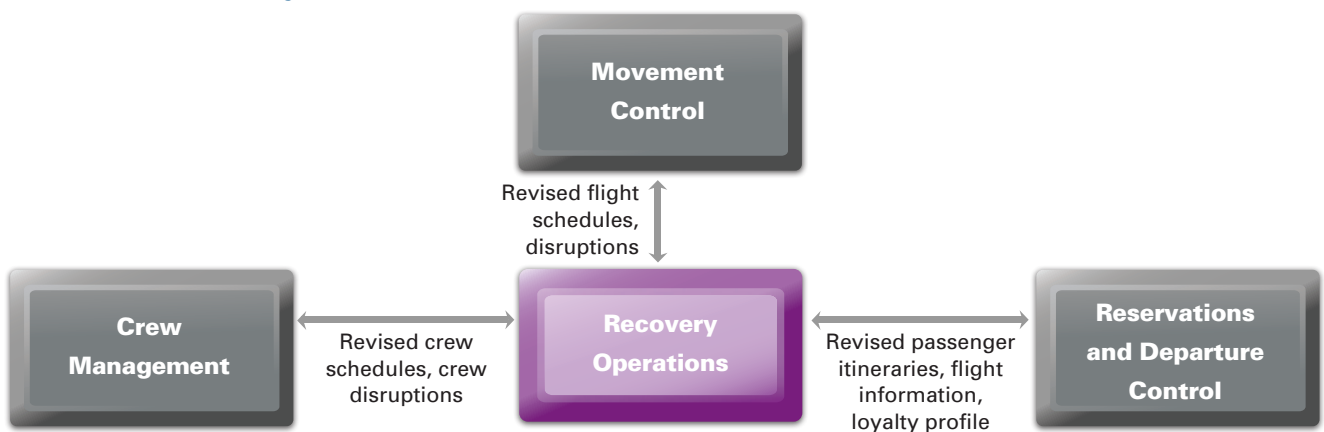 Movement
Control
Revised flight
schedules,
disruptions
Crew
Management
Revised crew
schedules, crew
disruptions
Recovery
Operations
Revised passenger
itineraries, flight
information,
loyalty profile
Reservations
and Departure
Control